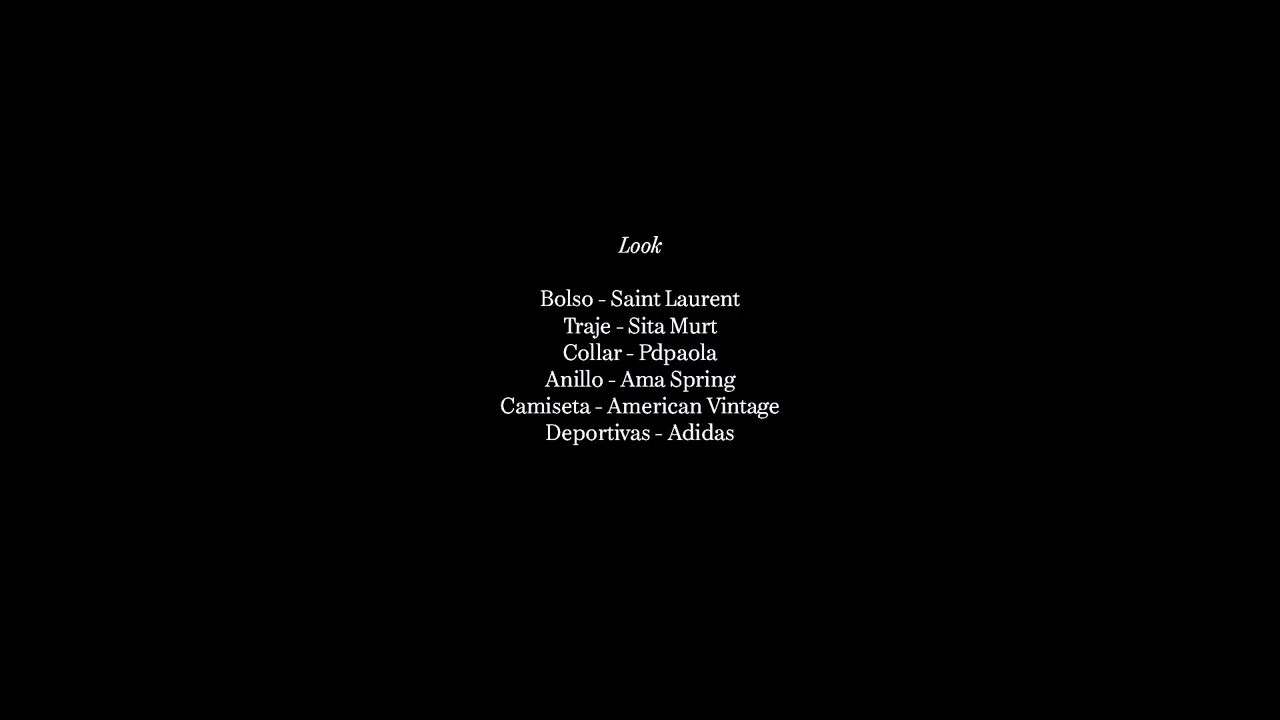 Look
Bolso - Saint Laurent
Traje - Sita Murt
Collar - Pdpaola
Anillo - Ama Spring
Camiseta - American Vintage
Deportivas - Adidas